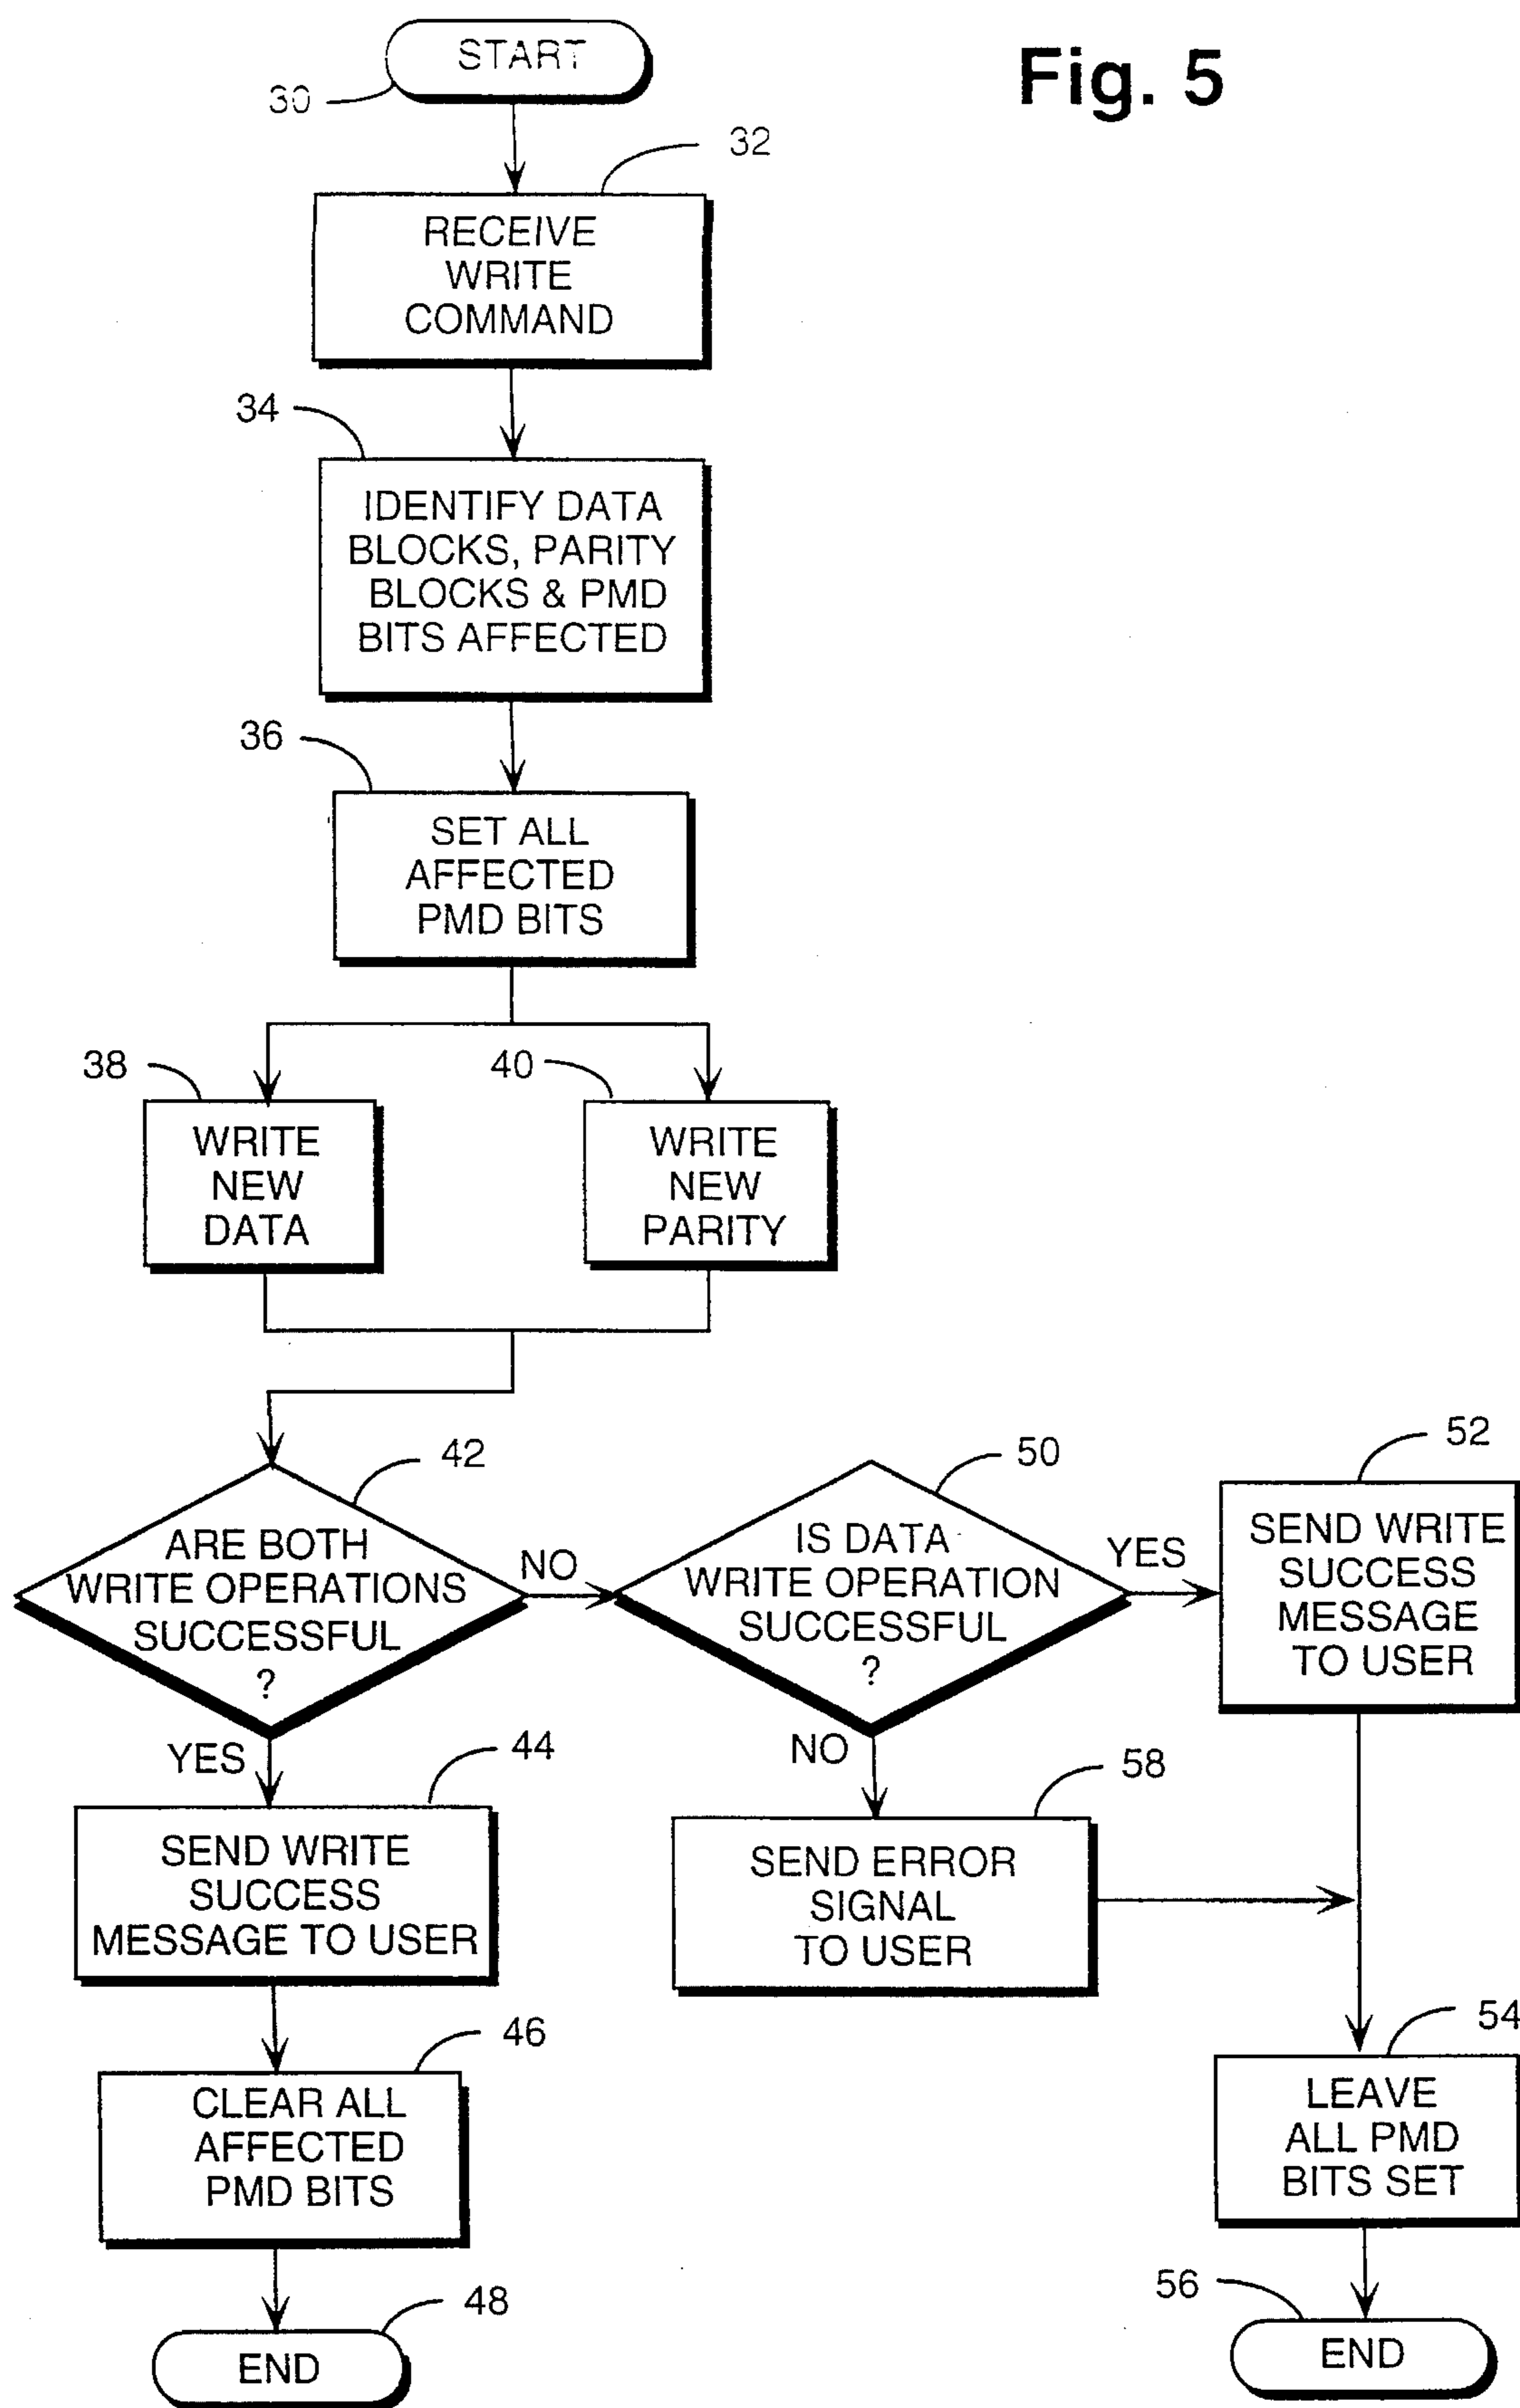 Fig. 5
START
30
32
RECEIVE
WRITE
COMMAND
34
IDENTIFY DATA
BLOCKS, PARITY
BLOCKS & PMD
BITS AFFECTED
36
SET ALL
AFFECTED
PMD BITS
38
WRITE
NEW
DATA
40
WRITE
NEW
PARITY
42
ARE BOTH
WRITE OPERATIONS
SUCCESSFUL
?
NO
50
IS DATA
WRITE OPERATION
SUCCESSFUL
?
YES
52
SEND WRITE
SUCCESS
MESSAGE
TO USER
YES
44
SEND WRITE
SUCCESS
MESSAGE TO USER
NO
58
SEND ERROR
SIGNAL
TO USER
46
CLEAR ALL
AFFECTED
PMD BITS
54
LEAVE
ALL PMD
BITS SET
48
END
56
END